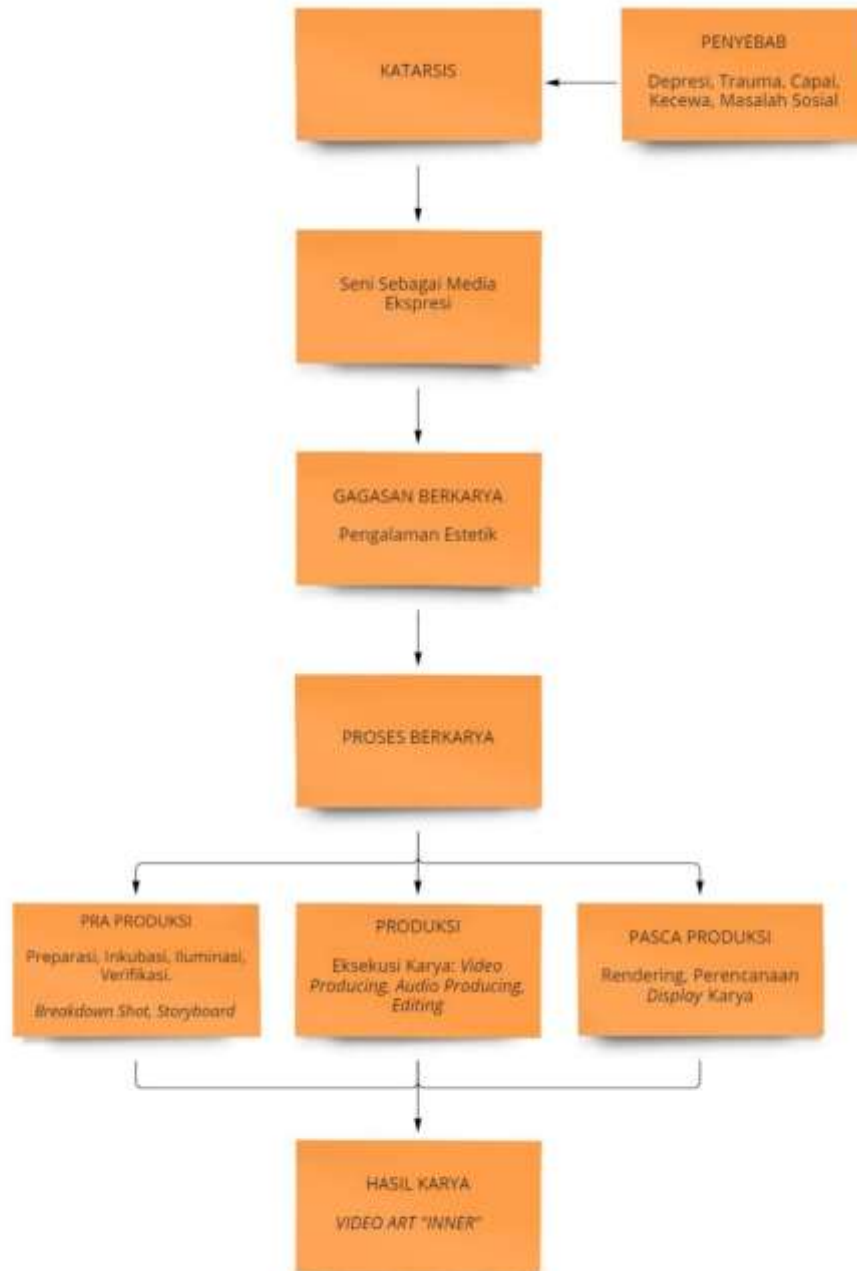 KATARSIS
PENYEBAB
Depresi, Trauma, Capai,
Kecewa, Masalah Sosial
Seni Sebagai Media
Ekspresi
GAGASAN BERKARYA
Pengalaman Estetik
PROSES BERKARYA
PRA PRODUKSI
Preparasi, Inkubasi, Iluminasi,
Verifikasi.
Breakdown Shot, Storyboard
PRODUKSI
Eksekusi Karya: Video
Producing, Audio Producing,
Editing
PASCA PRODUKSI
Rendering, Perencanaan
Display Karya
HASIL KARYA
VIDEO ART "INNER"